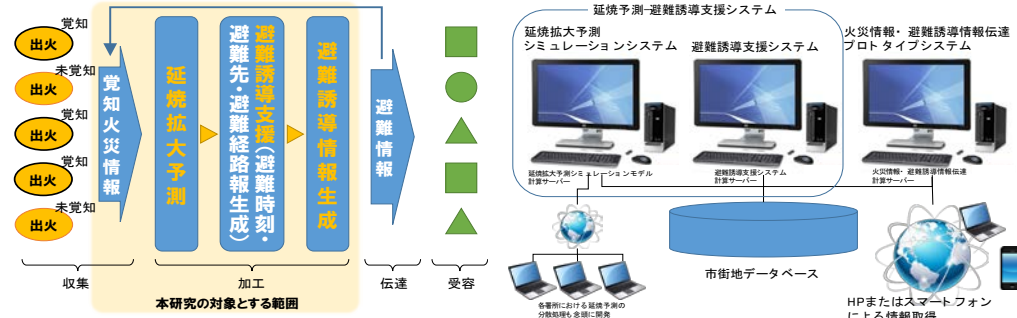 覚知
出火
未覚知
出火
覚知
出火
覚知
出火
未覚知
出火
覚知火災情報
延焼拡大予測
避難誘導支援(避難時刻・
避難先・避難経路報生成)
避難誘導情報生成
避難情報
収集
加工
伝達
受容
本研究の対象とする範囲
延焼予測-避難誘導支援システム
延焼拡大予測
シミュレーションシステム
避難誘導支援システム
火災情報・避難誘導情報伝達
プロトタイプシステム
延焼拡大予測シミュレーションモデル
計算サーバー
避難誘導支援システム
計算サーバー
火災情報・避難誘導情報伝達
計算サーバー
市街地データベース
各署所における延焼予測の
分散処理も念頭に開発
HPまたはスマートフォン
による情報取得